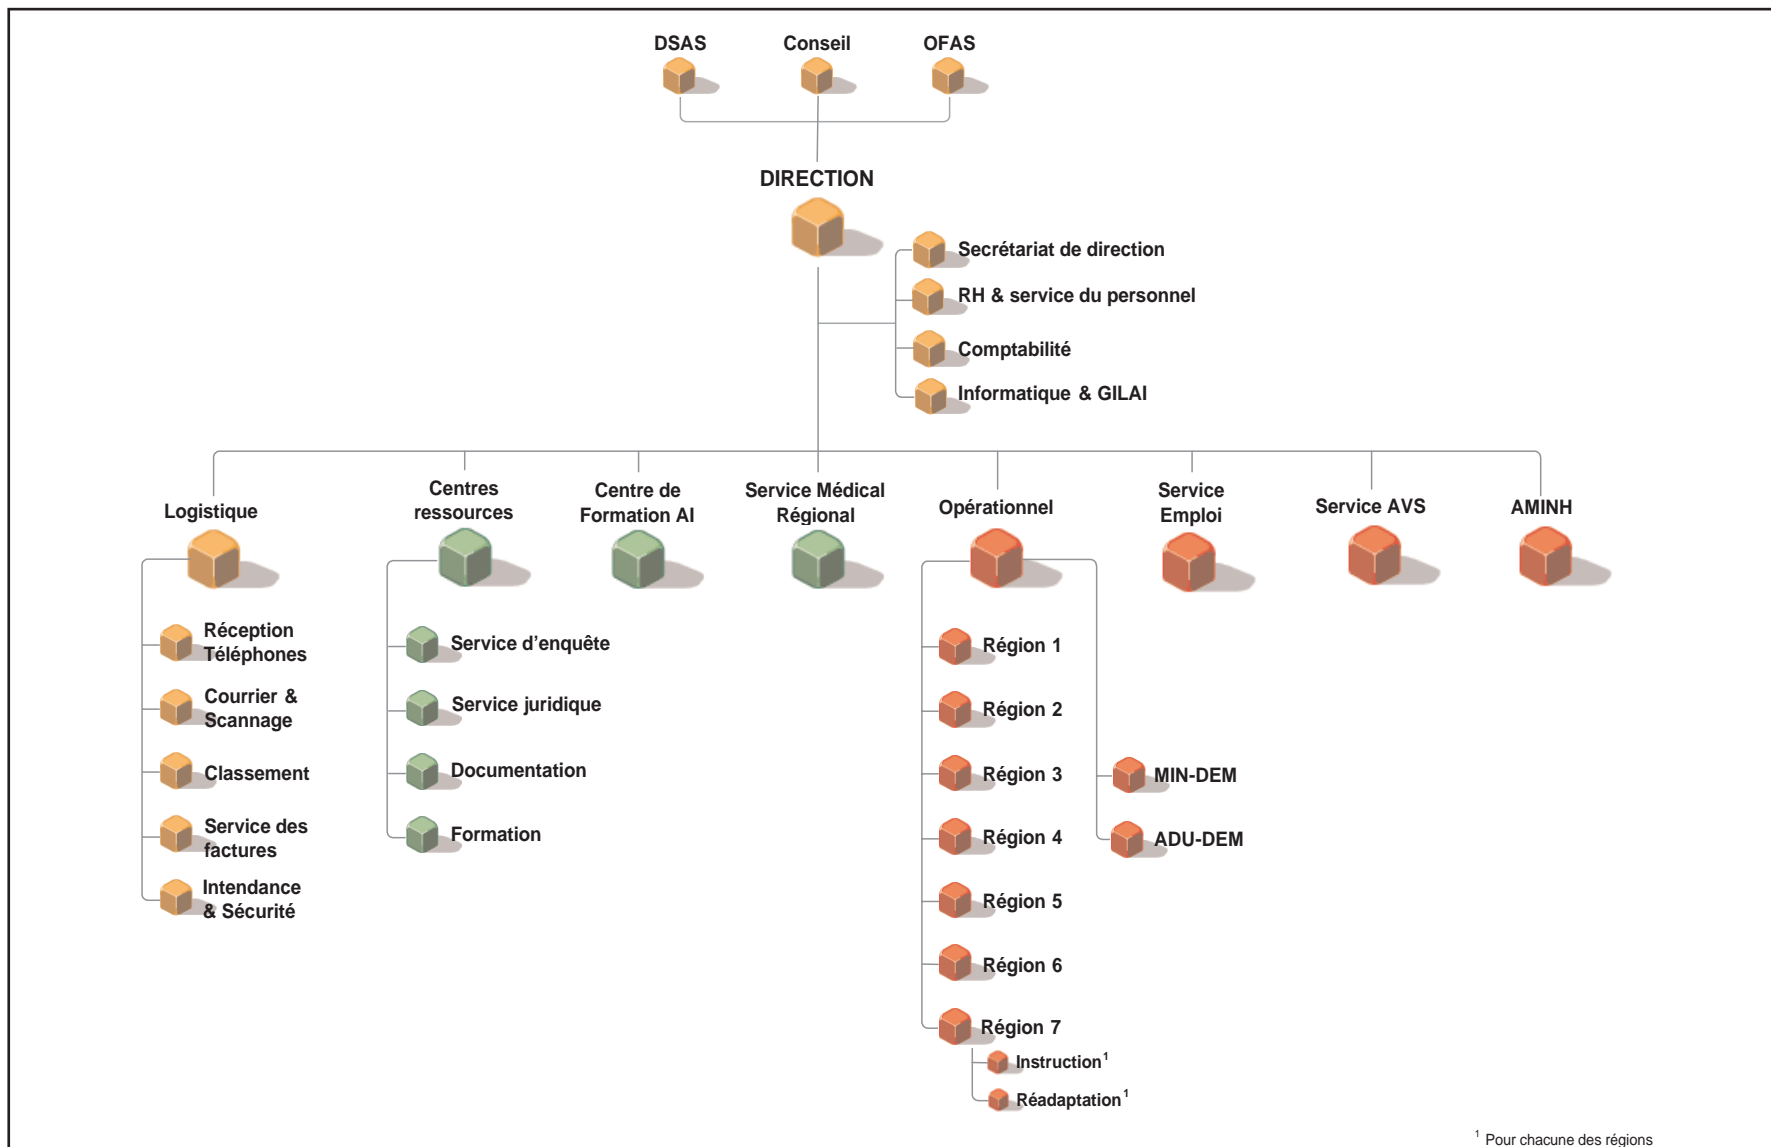 DSAS
Conseil
OFAS
DIRECTION
Secrétariat de direction
RH & service du personnel
Comptabilité
Informatique & GILAI
Logistique
Centres
ressources
Centre de
Formation AI
Service Médical
Régional
Opérationnel
Service
Emploi
Service AVS
AMINH
Réception
Téléphones
Courrier &
Scannage
Classement
Service des
factures
Intendance
& Sécurité
Service d’enquête
Service juridique
Documentation
Formation
Région 1
Région 2
Région 3
Région 4
Région 5
Région 6
Région 7
Instruction¹
Réadaptation¹
MIN-DEM
ADU-DEM
¹ Pour chacune des régions